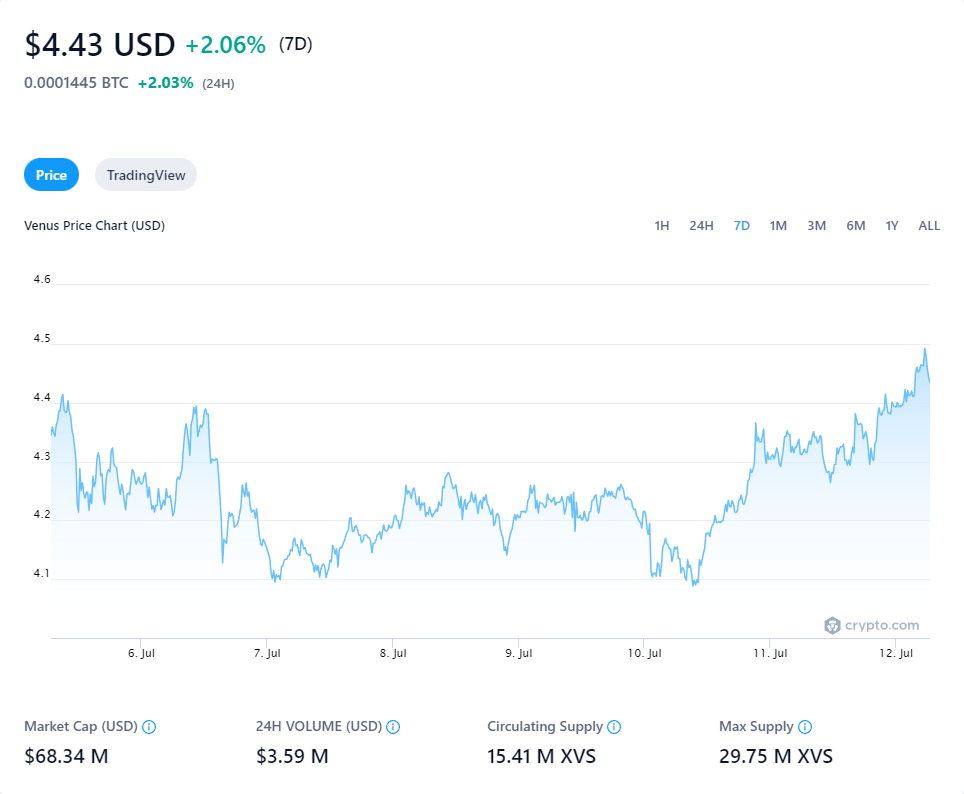 $4.43 USD +2.06% (7D)
0.0001445 BTC +2.03% (24H)
Price TradingView
Venus Price Chart (USD) 1H 24H 7D 1M 3M 6M 1Y ALL
4.6
4.5
4.4
4.3
4.2
4.1
crypto.com
6. Jul 7. Jul 8. Jul 9. Jul 10. Jul 11. Jul 12. Jul
Market Cap (USD) 24H VOLUME (USD) Circulating Supply Max Supply
$68.34 M $3.59 M 15.41 M XVS 29.75 M XVS